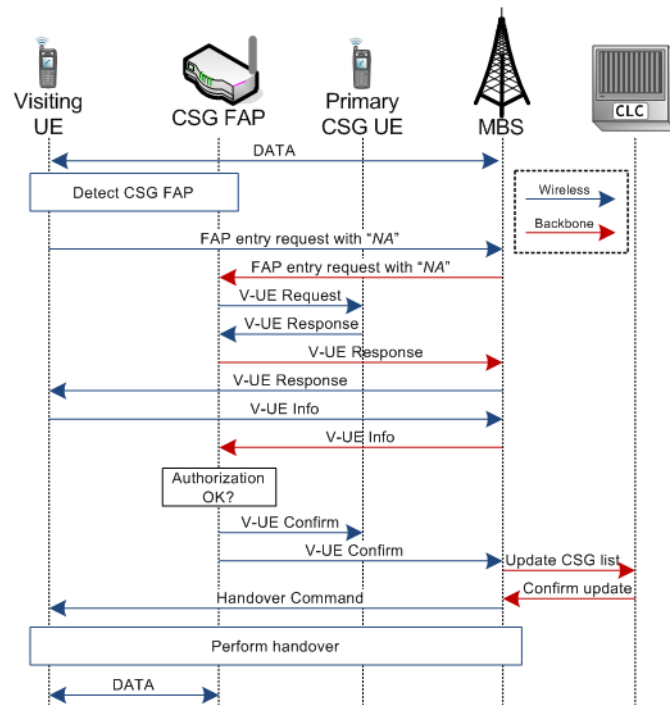 Visiting
UE
CSG FAP
Primary
CSG UE
MBS
CLC
DATA
Detect CSG FAP
Wireless
Backbone
FAP entry request with “NA”
FAP entry request with “NA”
V-UE Request
V-UE Response
V-UE Response
V-UE Response
V-UE Info
V-UE Info
Authorization
OK?
V-UE Confirm
V-UE Confirm
Update CSG list
Confirm update
Handover Command
Perform handover
DATA